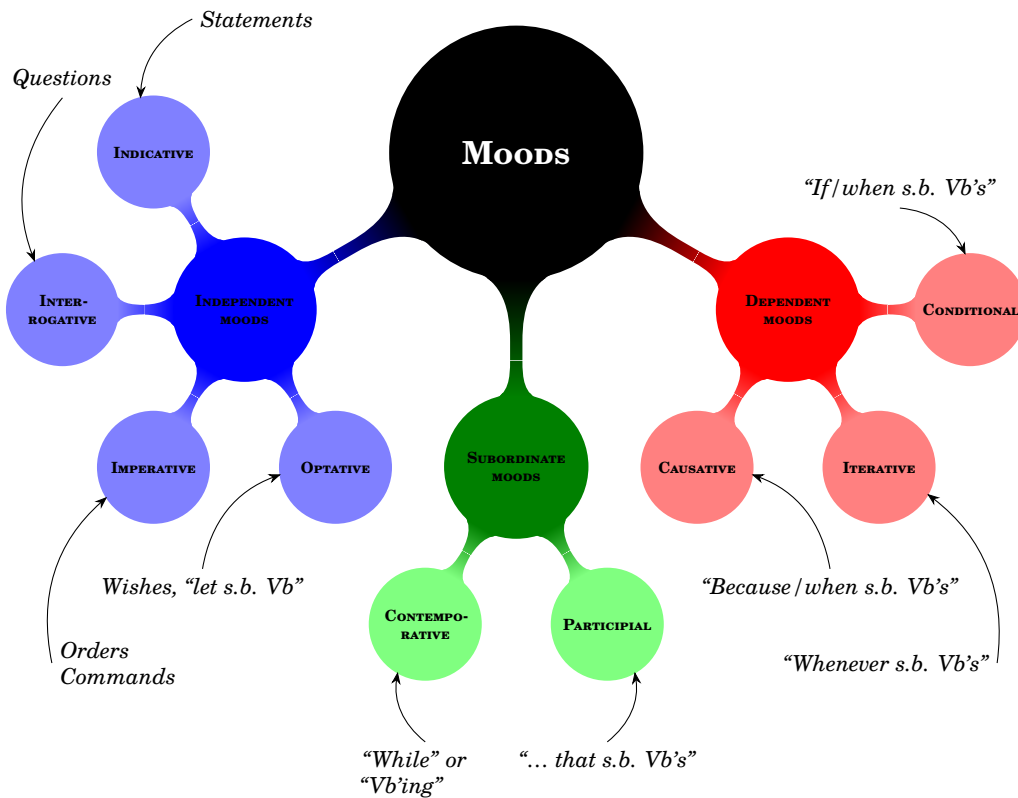 Statements
Questions
Indicative
Moods
“If/when s.b. Vb's”
Inter-
rogative
Independent
moods
Dependent
moods
Conditional
Imperative
Optative
Subordinate
moods
Causative
Iterative
Wishes, “let s.b. Vb”
“Because/when s.b. Vb's”
Contempo-
rative
Participial
Orders
Commands
“Whenever s.b. Vb's”
“While” or
“Vb'ing”
“... that s.b. Vb's”